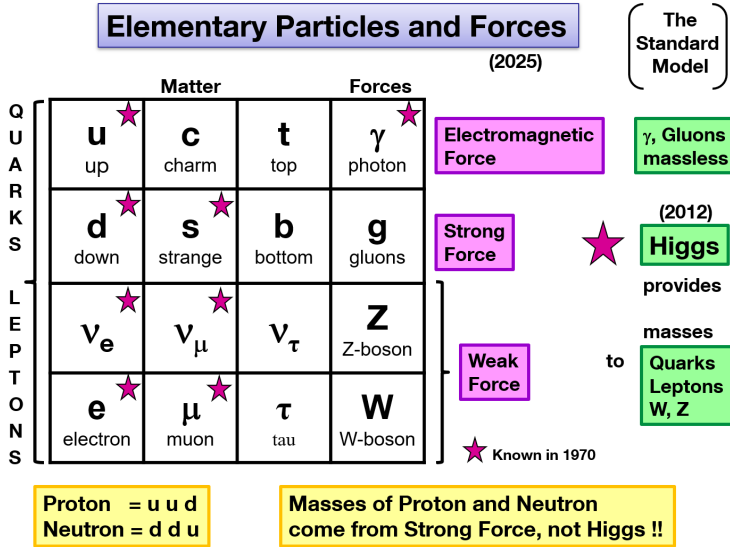 Elementary Particles and Forces
(2025)
The
Standard
Model
Matter
Forces
QUARKS
u
up
c
charm
t
top
γ
photon
Electromagnetic
Force
γ, Gluons
massless
d
down
s
strange
b
bottom
g
gluons
Strong
Force
(2012)
Higgs
provides
masses
to
Quarks
Leptons
W, Z
LEPTONS
νe
νμ
ντ
Z
Z-boson
Weak
Force
e
electron
μ
muon
τ
tau
W
W-boson
Known in 1970
Proton = u u d
Neutron = d d u
Masses of Proton and Neutron
come from Strong Force, not Higgs !!